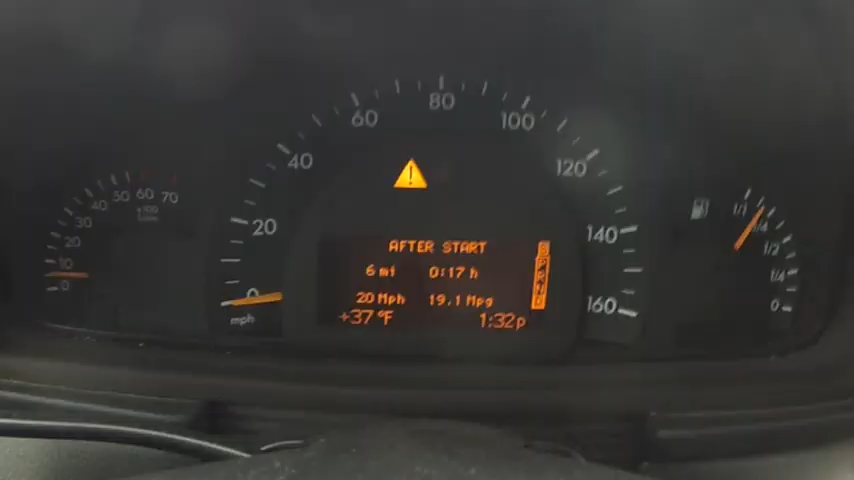 80
60
100
40
120
20
140
0
160
mph
50 60 70
40
30
20
10
0
x100
1/1
1/2
1/4
0
AFTER START
6 mi 0:17 h
20 Mph 19.1 Mpg
+37 °F 1:32p
P
R
N
D